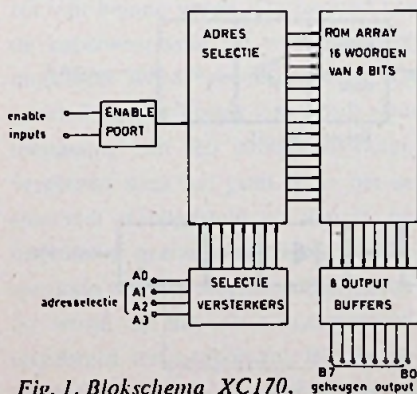 ADRES
SELECTIE
ROM ARRAY
16 WOORDEN
VAN 8 BITS
enable
inputs
ENABLE
POORT
adresselectie
A0
A1
A2
A3
SELECTIE
VERSTERKERS
8 OUTPUT
BUFFERS
B7
B0
geheugen output
Fig. 1. Blokschema XC170.